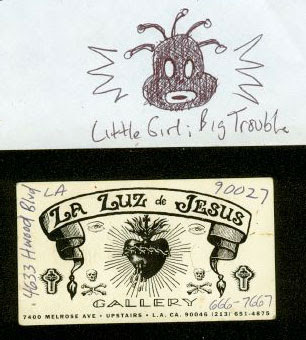 Little Girl; Big Trouble
LA
90027
4633 Hwood Blvd
LA LUZ de JESUS
GALLERY
666-7667
7400 MELROSE AVE • UPSTAIRS • L.A. CA. 90046 (213) 651-4875